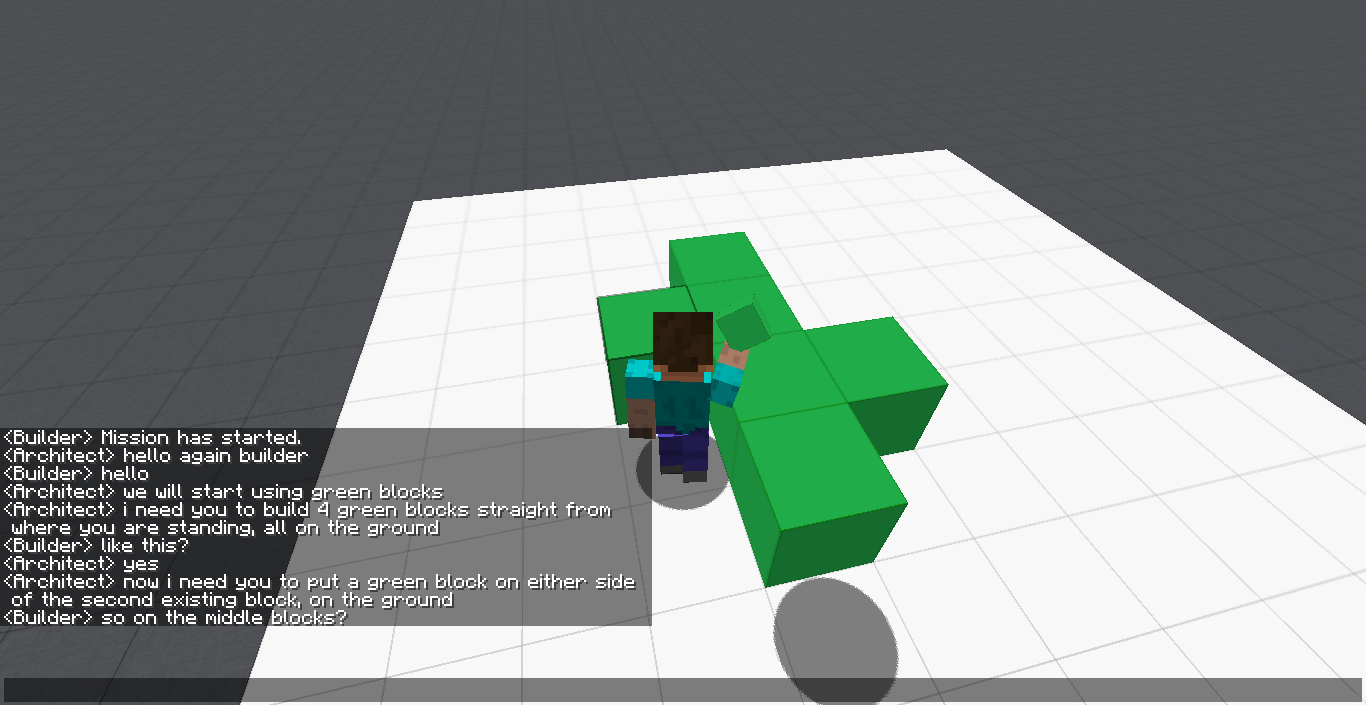 <Builder> Mission has started.
<Architect> hello again builder
<Builder> hello
<Architect> we will start using green blocks
<Architect> i need you to build 4 green blocks straight from
where you are standing, all on the ground
<Builder> like this?
<Architect> yes
<Architect> now i need you to put a green block on either side
of the second existing block, on the ground
<Builder> so on the middle blocks?